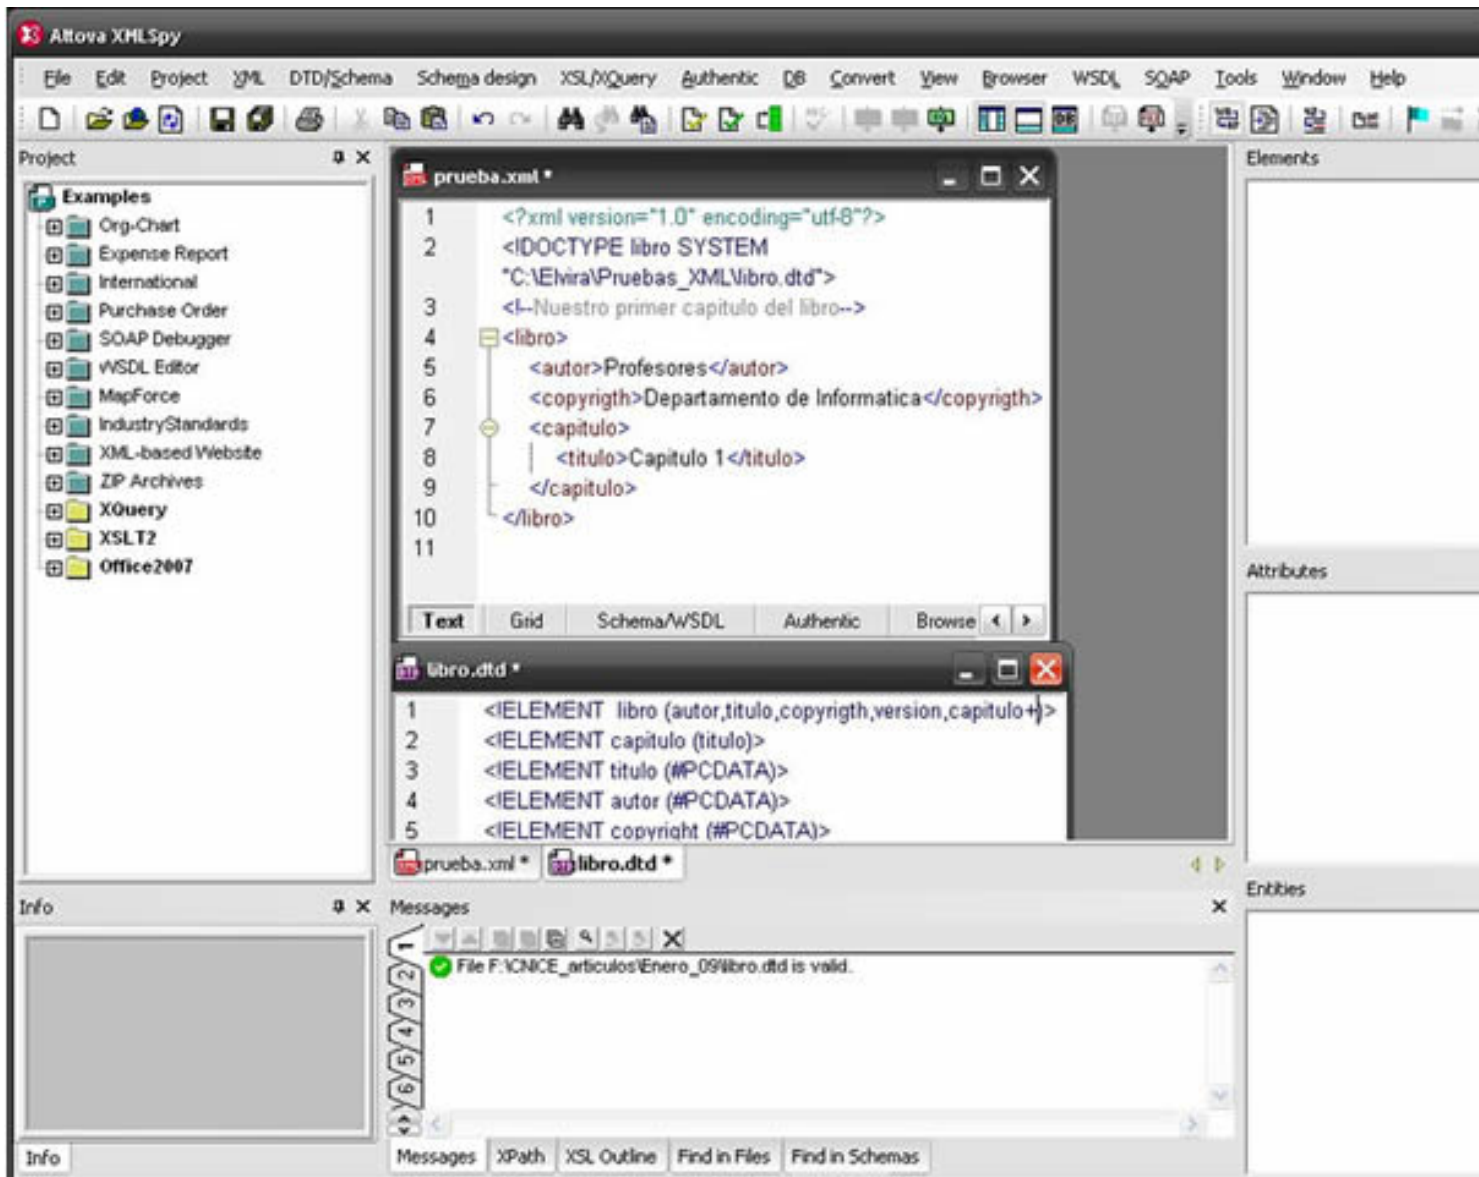 Altova XMLSpy
File Edit Project XML DTD/Schema Schema design XSL/XQuery Authentic DB Convert View Browser WSDL SOAP Tools Window Help
Project
Examples
Org-Chart
Expense Report
International
Purchase Order
SOAP Debugger
WSDL Editor
MapForce
IndustryStandards
XML-based Website
ZIP Archives
XQuery
XSLT2
Office2007
prueba.xml *
1 <?xml version="1.0" encoding="utf-8"?>
2 <!DOCTYPE libro SYSTEM
"C:\Elvira\Pruebas_XML\libro.dtd">
3 <!--Nuestro primer capitulo del libro-->
4 <libro>
5 <autor>Profesores</autor>
6 <copyrigth>Departamento de Informatica</copyrigth>
7 <capitulo>
8 <titulo>Capitulo 1</titulo>
9 </capitulo>
10 </libro>
11
Text Grid Schema/WSDL Authentic Browse
libro.dtd *
1 <!ELEMENT libro (autor,titulo,copyrigth,version,capitulo+)>
2 <!ELEMENT capitulo (titulo)>
3 <!ELEMENT titulo (#PCDATA)>
4 <!ELEMENT autor (#PCDATA)>
5 <!ELEMENT copyright (#PCDATA)>
prueba.xml * libro.dtd *
Elements
Attributes
Entities
Info
Info
Messages
1
2
3
4
5
6
File F:\CNICE_articulos\Enero_09\libro.dtd is valid.
Messages XPath XSL Outline Find in Files Find in Schemas